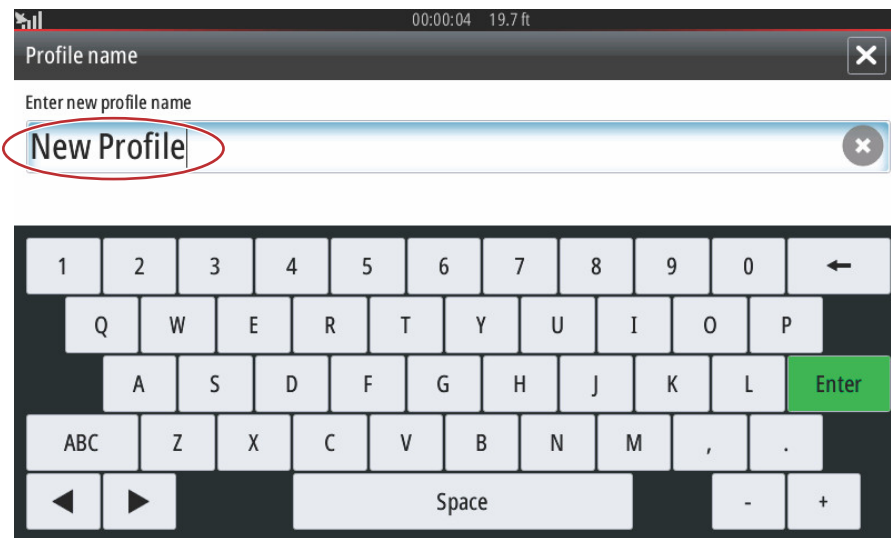 00:00:04 19.7 ft
Profile name
Enter new profile name
New Profile
1 2 3 4 5 6 7 8 9 0
Q W E R T Y U I O P
A S D F G H J K L Enter
ABC Z X C V B N M , .
Space - +